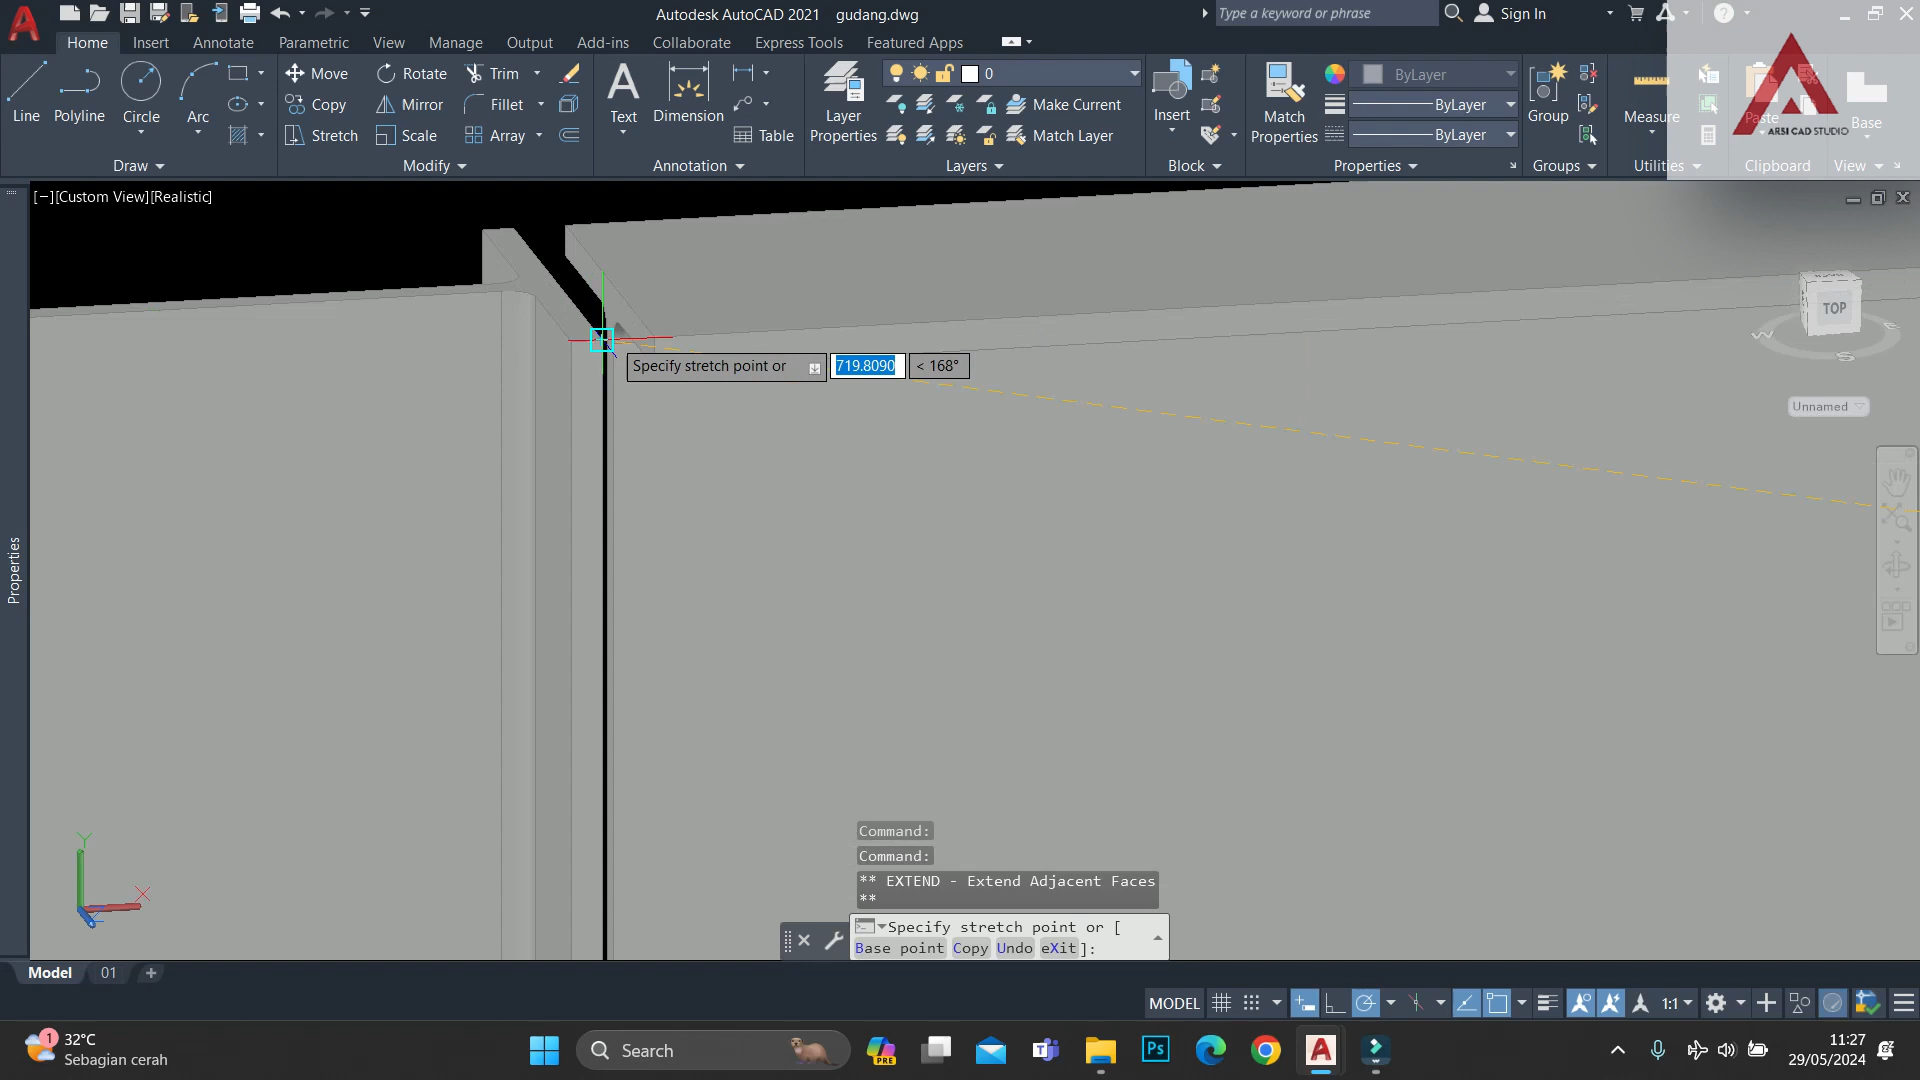 Autodesk AutoCAD 2021 gudang.dwg
Type a keyword or phrase
Sign In
Home Insert Annotate Parametric View Manage Output Add-ins Collaborate Express Tools Featured Apps
Line Polyline Circle Arc
Draw
Move Rotate Trim
Copy Mirror Fillet
Stretch Scale Array
Modify
Text Dimension Table
Annotation
Layer Properties
0
Make Current
Match Layer
Layers
Insert
Block
Match Properties
ByLayer
ByLayer
ByLayer
Properties
Group
Groups
Measure
Utilities
Paste
Clipboard
Base
View
ARSI CAD STUDIO
[−][Custom View][Realistic]
TOP
W
S
E
Unnamed
Specify stretch point or 719.8090 < 168°
Properties
Y
X
Command:
Command:
** EXTEND - Extend Adjacent Faces
**
Specify stretch point or [
Base point Copy Undo eXit]:
Model 01 +
MODEL
1:1
1
32°C
Sebagian cerah
Search
PRE
Ps
11:27
29/05/2024